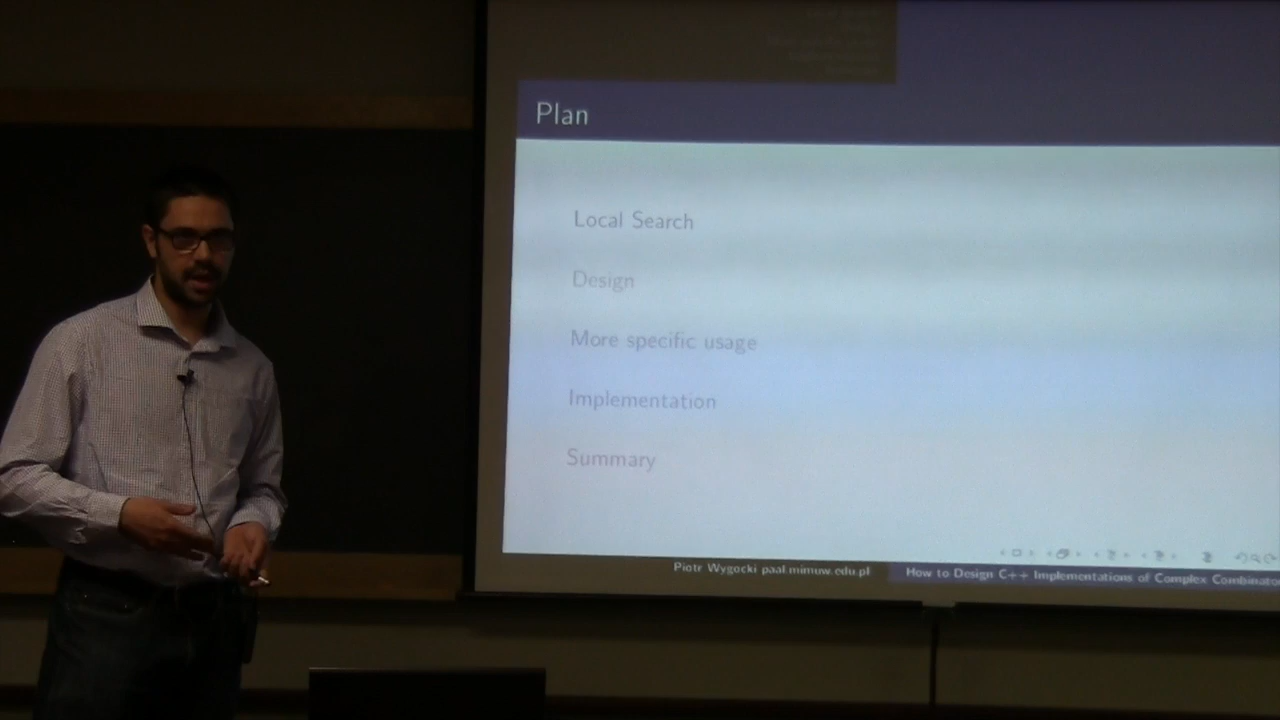 Plan
Local Search
Design
More specific usage
Implementation
Summary
Piotr Wygocki paal.mimuw.edu.pl
How to Design C++ Implementations of Complex Combinato